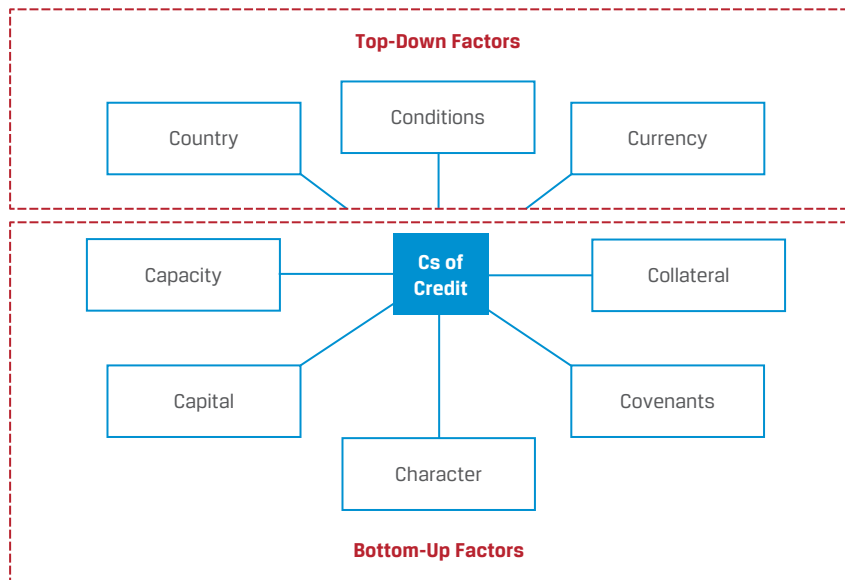 Top-Down Factors
Conditions
Country
Currency
Cs of
Credit
Capacity
Collateral
Capital
Covenants
Character
Bottom-Up Factors